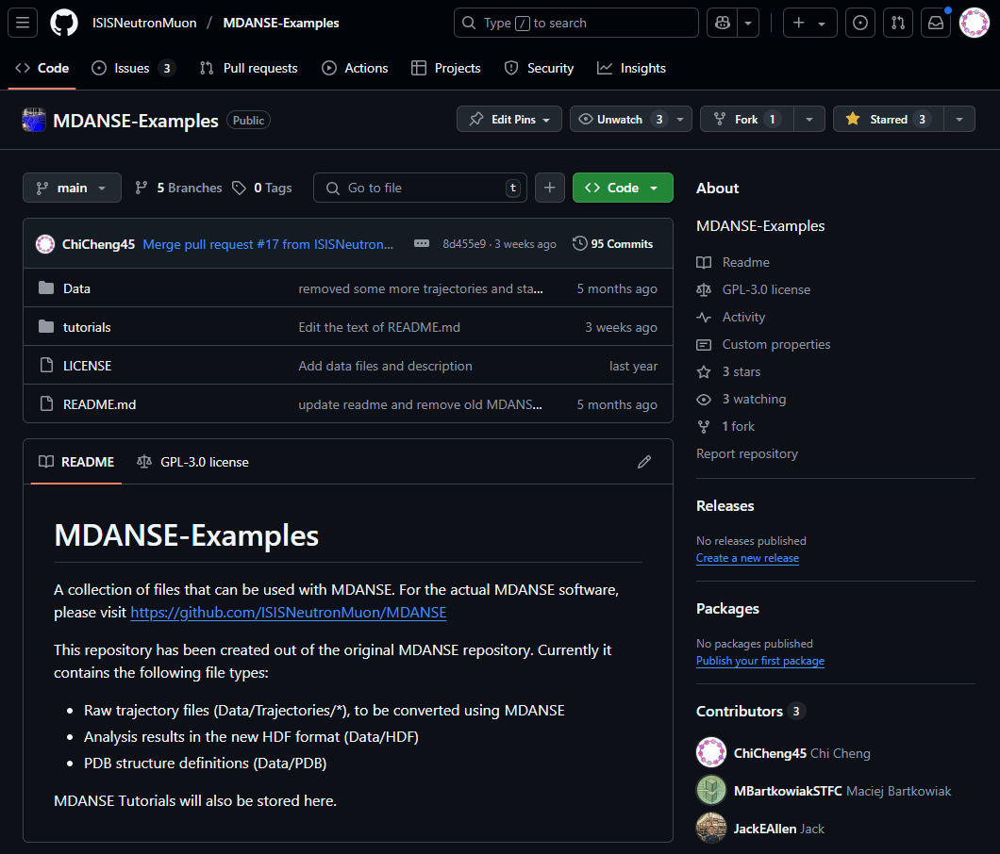 ISISNeutronMuon / MDANSE-Examples
Type / to search
Code Issues 3 Pull requests Actions Projects Security Insights
MDANSE-Examples Public
Edit Pins Unwatch 3 Fork 1 Starred 3
main 5 Branches 0 Tags Go to file t Code
ChiCheng45 Merge pull request #17 from ISISNeutron... 8d455e9 · 3 weeks ago 95 Commits
Data removed some more trajectories and sta... 5 months ago
tutorials Edit the text of README.md 3 weeks ago
LICENSE Add data files and description last year
README.md update readme and remove old MDANS... 5 months ago
README GPL-3.0 license
MDANSE-Examples
A collection of files that can be used with MDANSE. For the actual MDANSE software,
please visit https://github.com/ISISNeutronMuon/MDANSE
This repository has been created out of the original MDANSE repository. Currently it
contains the following file types:
• Raw trajectory files (Data/Trajectories/*), to be converted using MDANSE
• Analysis results in the new HDF format (Data/HDF)
• PDB structure definitions (Data/PDB)
MDANSE Tutorials will also be stored here.
About
MDANSE-Examples
Readme
GPL-3.0 license
Activity
Custom properties
3 stars
3 watching
1 fork
Report repository
Releases
No releases published
Create a new release
Packages
No packages published
Publish your first package
Contributors 3
ChiCheng45 Chi Cheng
MBartkowiakSTFC Maciej Bartkowiak
JackEAllen Jack